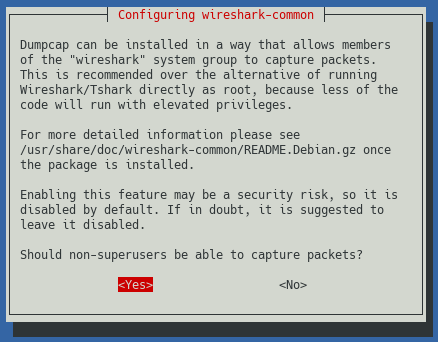 Configuring wireshark-common
Dumpcap can be installed in a way that allows members
of the "wireshark" system group to capture packets.
This is recommended over the alternative of running
Wireshark/Tshark directly as root, because less of the
code will run with elevated privileges.
For more detailed information please see
/usr/share/doc/wireshark-common/README.Debian.gz once
the package is installed.
Enabling this feature may be a security risk, so it is
disabled by default. If in doubt, it is suggested to
leave it disabled.
Should non-superusers be able to capture packets?
<Yes> <No>